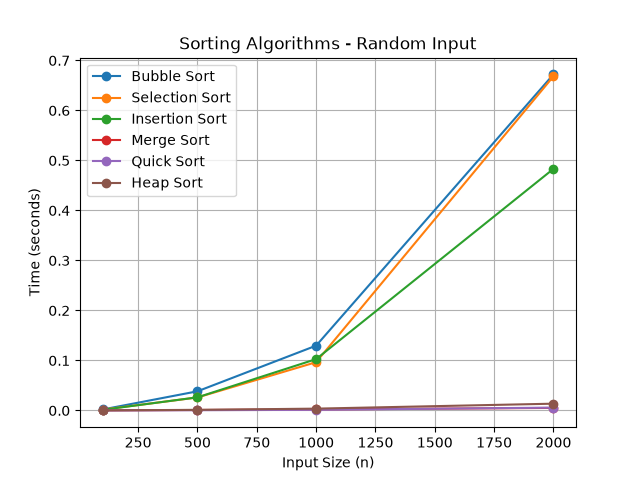 Sorting Algorithms - Random Input
Bubble Sort
Selection Sort
Insertion Sort
Merge Sort
Quick Sort
Heap Sort
Time (seconds)
0.7
0.6
0.5
0.4
0.3
0.2
0.1
0.0
250 500 750 1000 1250 1500 1750 2000
Input Size (n)